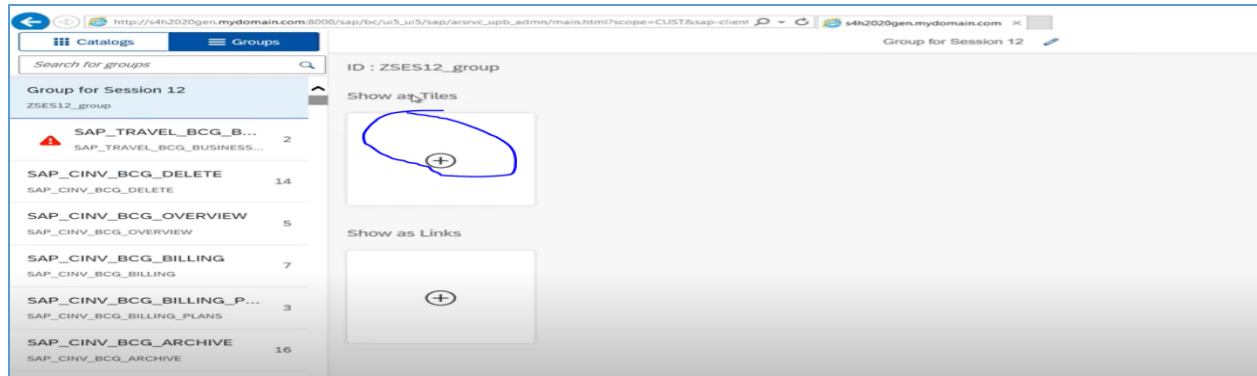 http://s4h2020gen.mydomain.com:8000/sap/bc/ui5_ui5/sap/arsrvc_upb_admn/main.html?scope=CUST&sap-client
s4h2020gen.mydomain.com
Catalogs
Groups
Group for Session 12
Search for groups
ID : ZSES12_group
Group for Session 12
ZSES12_group
Show as Tiles
SAP_TRAVEL_BCG_B...
2
SAP_TRAVEL_BCG_BUSINESS...
SAP_CINV_BCG_DELETE
14
SAP_CINV_BCG_DELETE
SAP_CINV_BCG_OVERVIEW
5
SAP_CINV_BCG_OVERVIEW
Show as Links
SAP_CINV_BCG_BILLING
7
SAP_CINV_BCG_BILLING
SAP_CINV_BCG_BILLING_P...
3
SAP_CINV_BCG_BILLING_PLANS
SAP_CINV_BCG_ARCHIVE
16
SAP_CINV_BCG_ARCHIVE